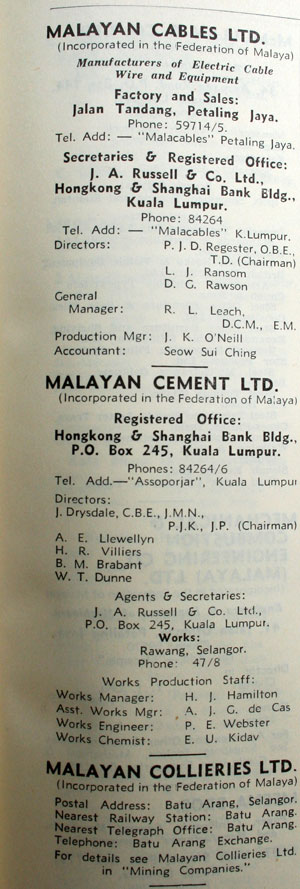 MALAYAN CABLES LTD.
(Incorporated in the Federation of Malaya)
Manufacturers of Electric Cable
Wire and Equipment
Factory and Sales:
Jalan Tandang, Petaling Jaya.
Phone: 59714/5.
Tel. Add: — "Malacables" Petaling Jaya.
Secretaries & Registered Office:
J. A. Russell & Co. Ltd.,
Hongkong & Shanghai Bank Bldg.,
Kuala Lumpur.
Phone: 84264
Tel. Add: — "Malacables" K.Lumpur.
Directors: P. J. D. Regester, O.B.E.,
T.D. (Chairman)
L. J. Ransom
D. G. Rawson
General
Manager: R. L. Leach,
D.C.M., E.M.
Production Mgr: J. K. O'Neill
Accountant: Seow Sui Ching
MALAYAN CEMENT LTD.
(Incorporated in the Federation of Malaya)
Registered Office:
Hongkong & Shanghai Bank Bldg.,
P.O. Box 245, Kuala Lumpur.
Phones: 84264/6
Tel. Add.—"Assoporjar", Kuala Lumpur
Directors:
J. Drysdale, C.B.E., J.M.N.,
P.J.K., J.P. (Chairman)
A. E. Llewellyn
H. R. Villiers
B. M. Brabant
W. T. Dunne
Agents & Secretaries:
J. A. Russell & Co. Ltd.,
P.O. Box 245, Kuala Lumpur.
Works:
Rawang, Selangor.
Phone: 47/8
Works Production Staff:
Works Manager: H. J. Hamilton
Asst. Works Mgr: A. J. G. de Cas
Works Engineer: P. E. Webster
Works Chemist: E. U. Kidav
MALAYAN COLLIERIES LTD.
(Incorporated in the Federation of Malaya)
Postal Address: Batu Arang, Selangor.
Nearest Railway Station: Batu Arang.
Nearest Telegraph Office: Batu Arang.
Telephone: Batu Arang Exchange.
For details see Malayan Collieries Ltd.
in "Mining Companies."